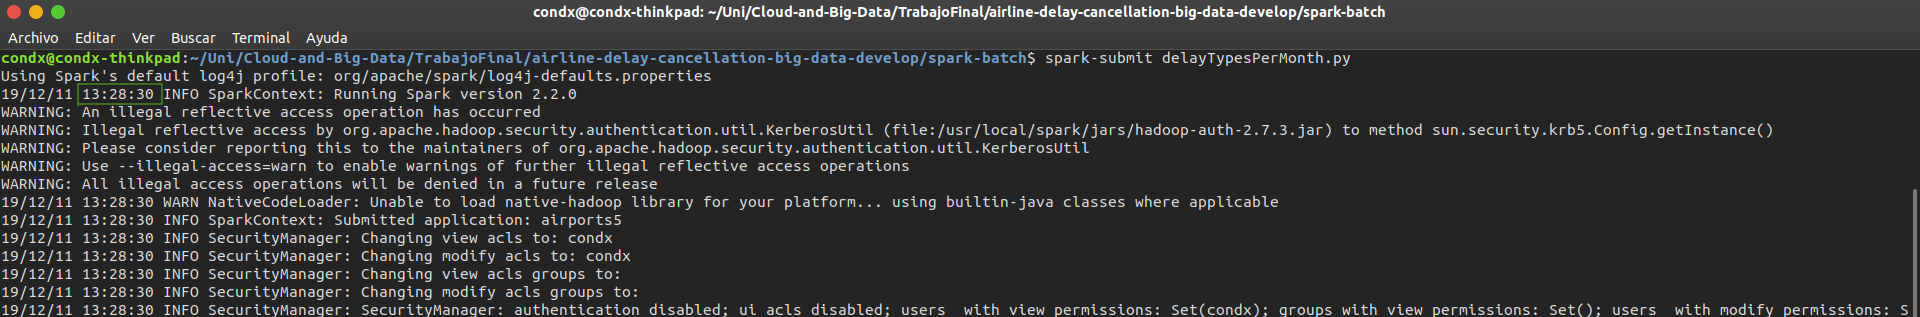 condx@condx-thinkpad: ~/Uni/Cloud-and-Big-Data/TrabajoFinal/airline-delay-cancellation-big-data-develop/spark-batch
Archivo Editar Ver Buscar Terminal Ayuda
condx@condx-thinkpad:~/Uni/Cloud-and-Big-Data/TrabajoFinal/airline-delay-cancellation-big-data-develop/spark-batch$ spark-submit delayTypesPerMonth.py
Using Spark's default log4j profile: org/apache/spark/log4j-defaults.properties
19/12/11 13:28:30 INFO SparkContext: Running Spark version 2.2.0
WARNING: An illegal reflective access operation has occurred
WARNING: Illegal reflective access by org.apache.hadoop.security.authentication.util.KerberosUtil (file:/usr/local/spark/jars/hadoop-auth-2.7.3.jar) to method sun.security.krb5.Config.getInstance()
WARNING: Please consider reporting this to the maintainers of org.apache.hadoop.security.authentication.util.KerberosUtil
WARNING: Use --illegal-access=warn to enable warnings of further illegal reflective access operations
WARNING: All illegal access operations will be denied in a future release
19/12/11 13:28:30 WARN NativeCodeLoader: Unable to load native-hadoop library for your platform... using builtin-java classes where applicable
19/12/11 13:28:30 INFO SparkContext: Submitted application: airports5
19/12/11 13:28:30 INFO SecurityManager: Changing view acls to: condx
19/12/11 13:28:30 INFO SecurityManager: Changing modify acls to: condx
19/12/11 13:28:30 INFO SecurityManager: Changing view acls groups to:
19/12/11 13:28:30 INFO SecurityManager: Changing modify acls groups to:
19/12/11 13:28:30 INFO SecurityManager: SecurityManager: authentication disabled; ui acls disabled; users  with view permissions: Set(condx); groups with view permissions: Set(); users  with modify permissions: S